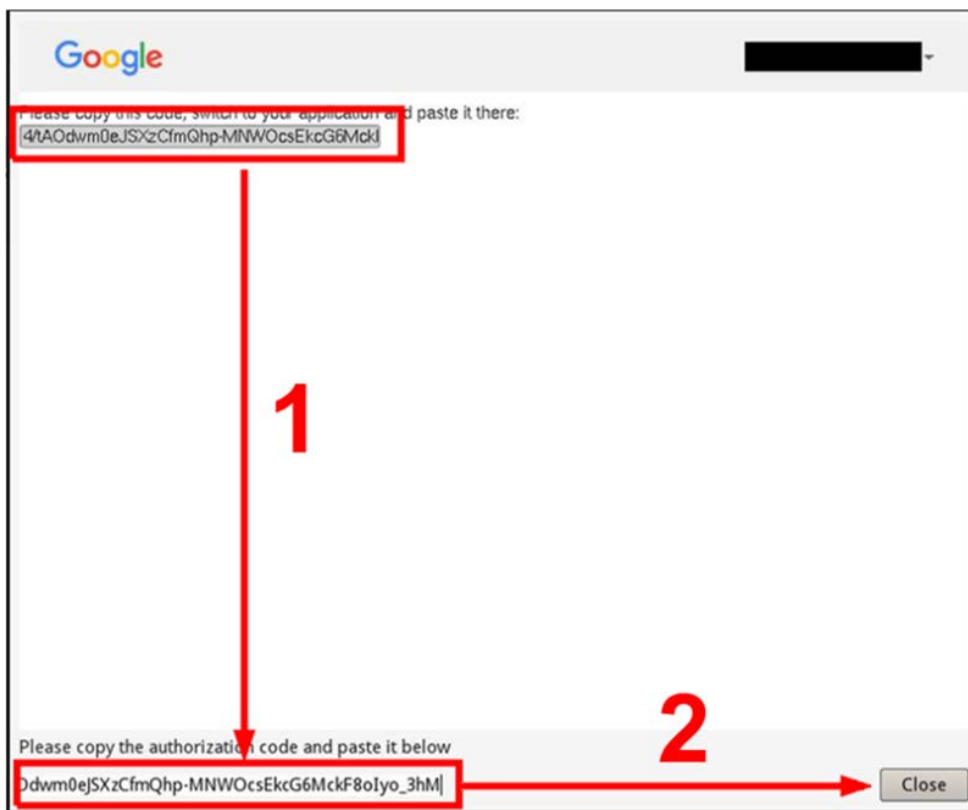 Google
Please copy this code, switch to your application and paste it there:
4/tAOdwm0eJSXzCfmQhp-MNWOcsEkcG6Mckl
1
2
Please copy the authorization code and paste it below
Odwm0eJSXzCfmQhp-MNWOcsEkcG6MckF8oIyo_3hM
Close